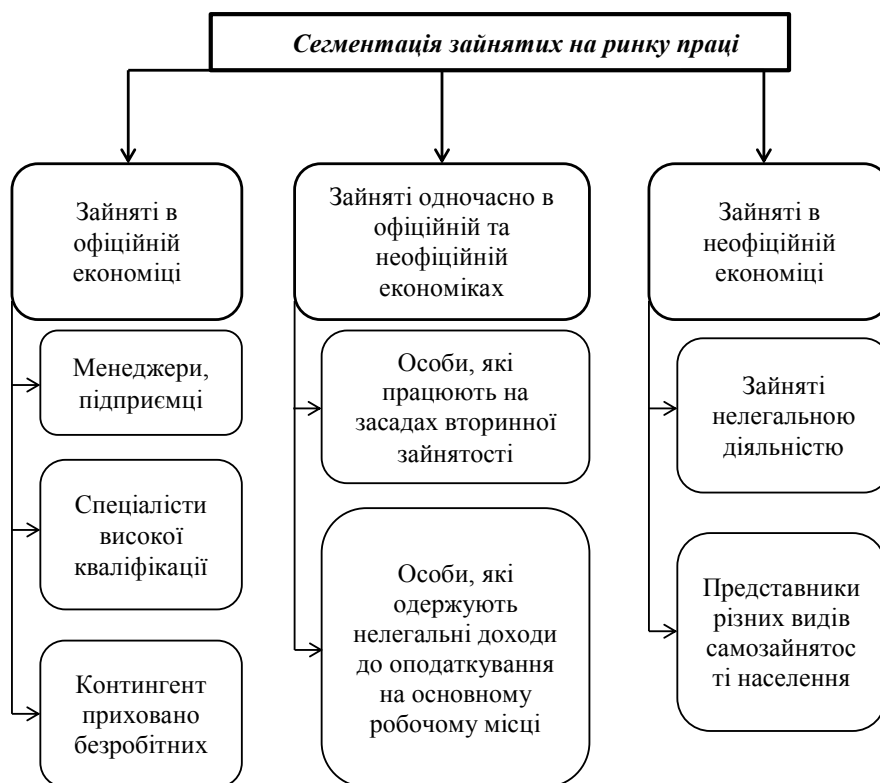 Сегментація зайнятих на ринку праці
Зайняті в
офіційній
економіці
Менеджери,
підприємці
Спеціалісти
високої
кваліфікації
Контингент
приховано
безробітних
Зайняті одночасно в
офіційній та
неофіційній
економіках
Особи, які
працюють на
засадах вторинної
зайнятості
Особи, які
одержують
нелегальні доходи
до оподаткування
на основному
робочому місці
Зайняті в
неофіційній
економіці
Зайняті
нелегальною
діяльністю
Представники
різних видів
самозайнятос
ті населення